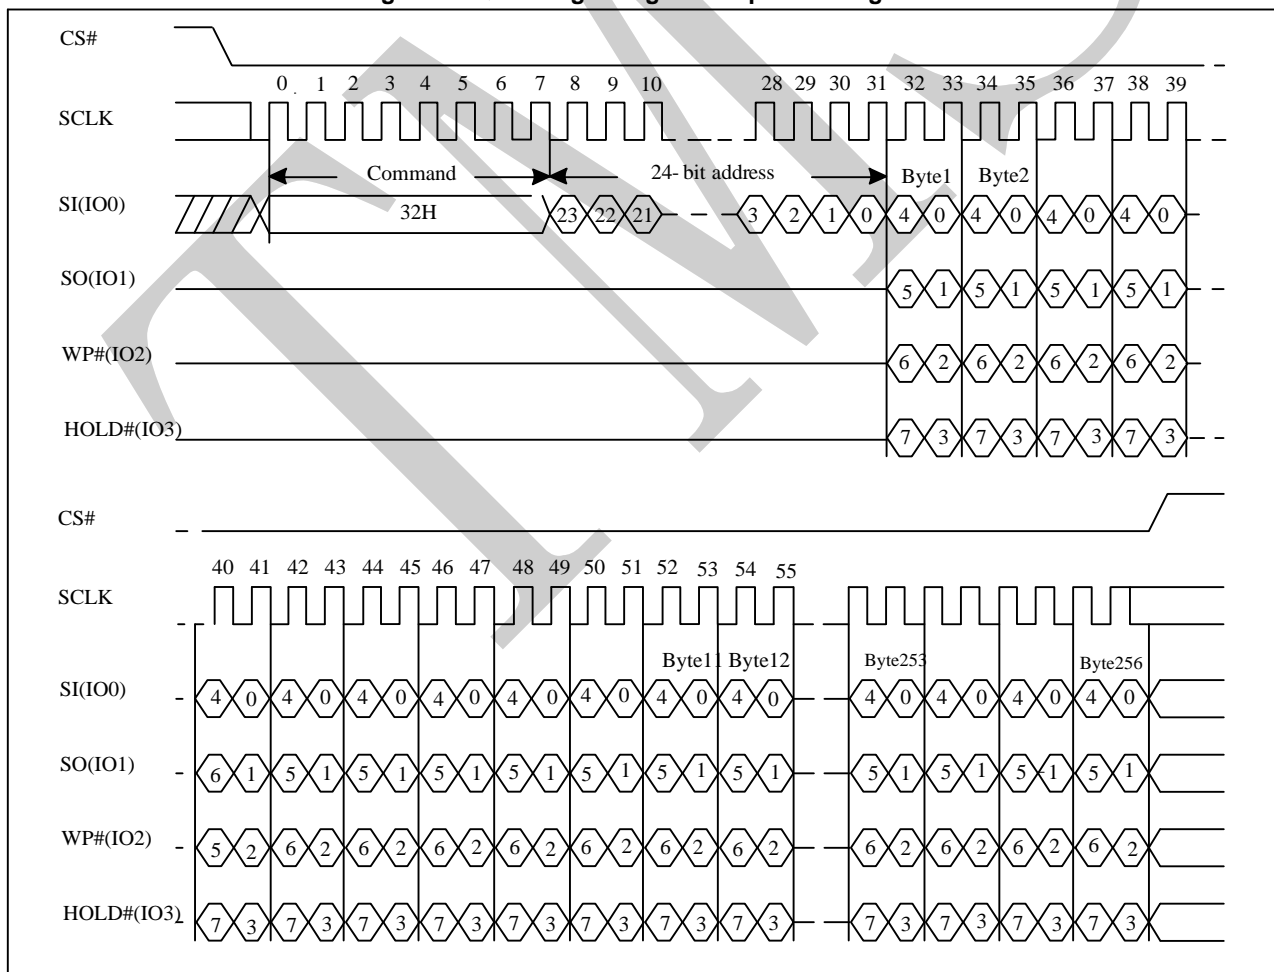 CS#
0 1 2 3 4 5 6 7 8 9 10 28 29 30 31 32 33 34 35 36 37 38 39
SCLK
Command 24-bit address Byte1 Byte2
SI(IO0) 32H 23 22 21 3 2 1 0 4 0 4 0 4 0 4 0
SO(IO1) 5 1 5 1 5 1 5 1
WP#(IO2) 6 2 6 2 6 2 6 2
HOLD#(IO3) 7 3 7 3 7 3 7 3
CS#
40 41 42 43 44 45 46 47 48 49 50 51 52 53 54 55
SCLK
Byte11 Byte12 Byte253 Byte256
SI(IO0) 4 0 4 0 4 0 4 0 4 0 4 0 4 0 4 0 4 0 4 0 4 0 4 0
SO(IO1) 6 1 5 1 5 1 5 1 5 1 5 1 5 1 5 1 5 1 5 1 5 1 5 1
WP#(IO2) 5 2 6 2 6 2 6 2 6 2 6 2 6 2 6 2 6 2 6 2 6 2 6 2
HOLD#(IO3) 7 3 7 3 7 3 7 3 7 3 7 3 7 3 7 3 7 3 7 3 7 3 7 3